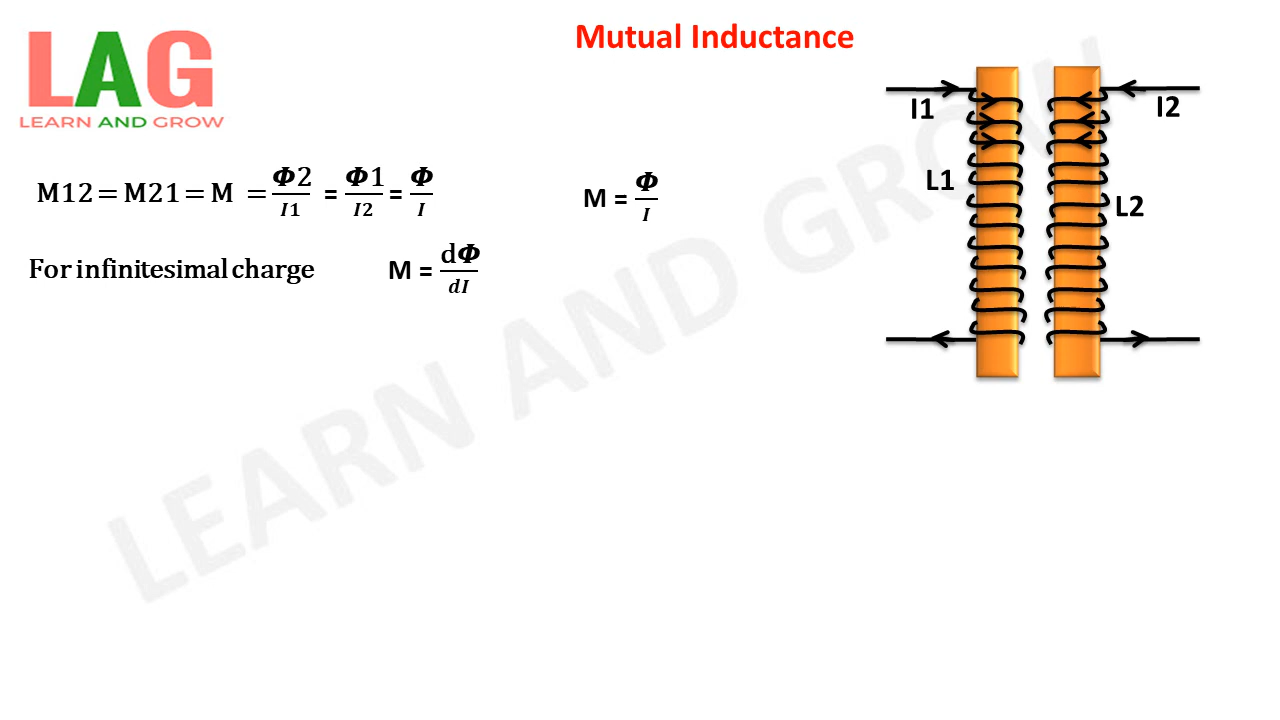 LAG
LEARN AND GROW
Mutual Inductance
I1
I2
L1
L2
M12 = M21 = M = Φ2/I1 = Φ1/I2 = Φ/I
M = Φ/I
For infinitesimal charge M = dΦ/dI
LEARN AND GROW